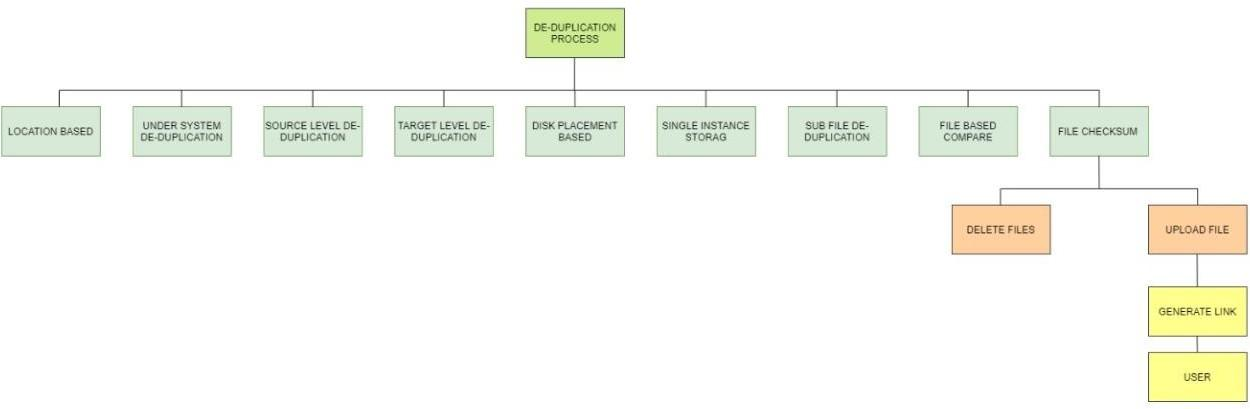 DE-DUPLICATION
PROCESS
LOCATION BASED
UNDER SYSTEM
DE-DUPLICATION
SOURCE LEVEL DE-
DUPLICATION
TARGET LEVEL DE-
DUPLICATION
DISK PLACEMENT
BASED
SINGLE INSTANCE
STORAG
SUB FILE DE-
DUPLICATION
FILE BASED
COMPARE
FILE CHECKSUM
DELETE FILES
UPLOAD FILE
GENERATE LINK
USER